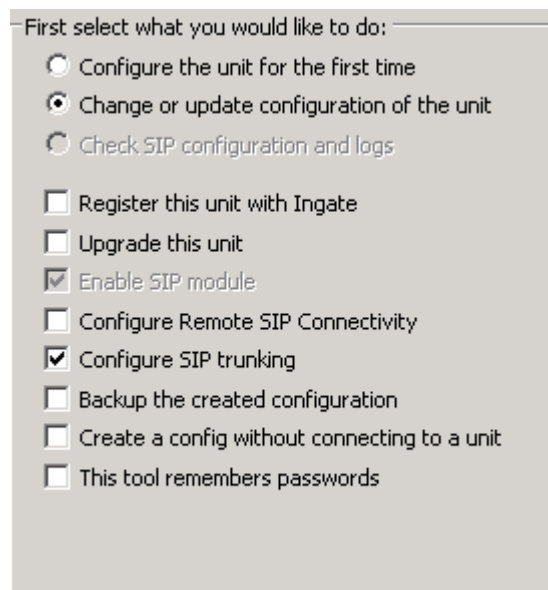 First select what you would like to do:
Configure the unit for the first time
Change or update configuration of the unit
Check SIP configuration and logs
Register this unit with Ingate
Upgrade this unit
Enable SIP module
Configure Remote SIP Connectivity
Configure SIP trunking
Backup the created configuration
Create a config without connecting to a unit
This tool remembers passwords